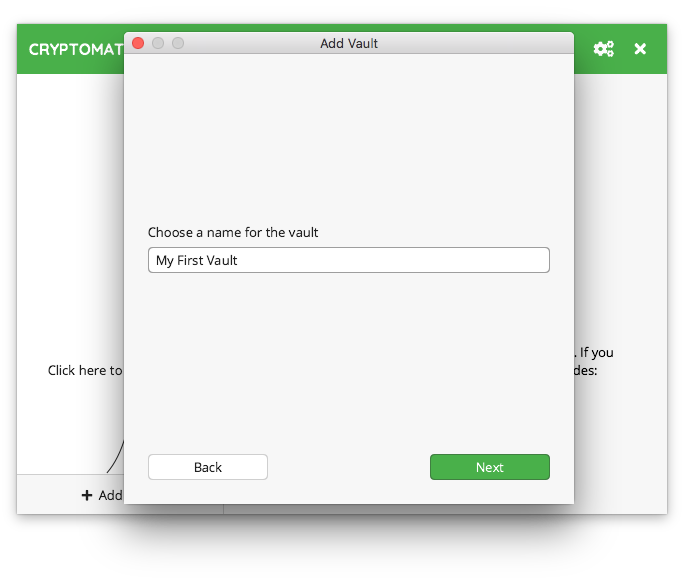 Add Vault
CRYPTOMAT
Choose a name for the vault
My First Vault
. If you
Click here to
des:
Back
Next
+ Add